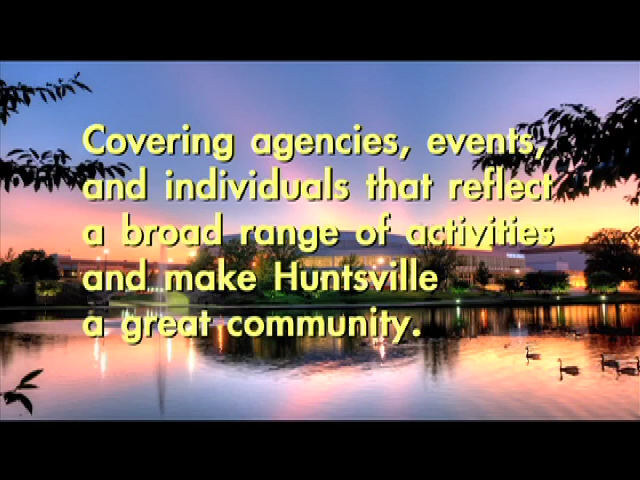 Covering agencies, events,
and individuals that reflect
a broad range of activities
and make Huntsville
a great community.